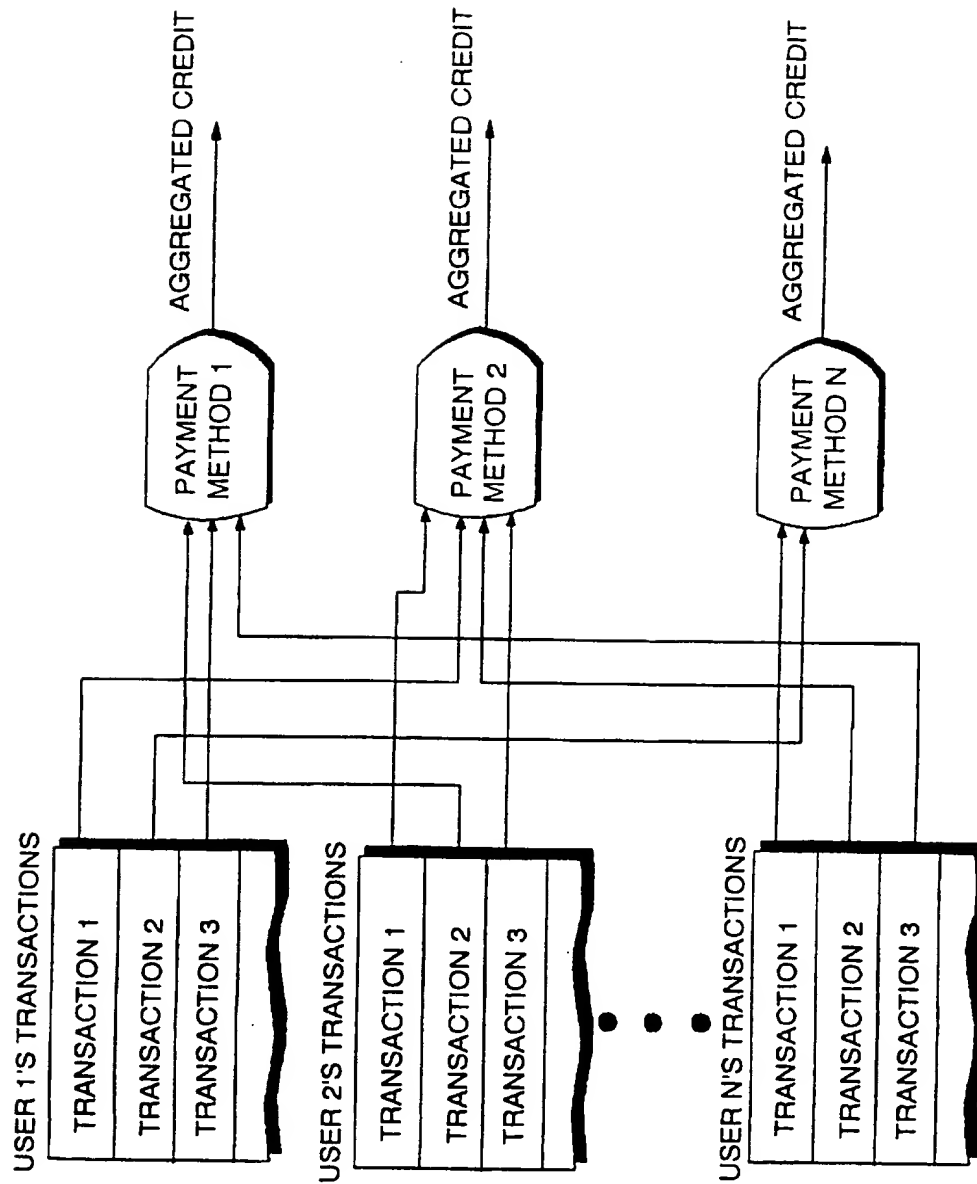 USER 1'S TRANSACTIONS
TRANSACTION 1
TRANSACTION 2
TRANSACTION 3
USER 2'S TRANSACTIONS
TRANSACTION 1
TRANSACTION 2
TRANSACTION 3
USER N'S TRANSACTIONS
TRANSACTION 1
TRANSACTION 2
TRANSACTION 3
PAYMENT
METHOD 1
AGGREGATED CREDIT
PAYMENT
METHOD 2
AGGREGATED CREDIT
PAYMENT
METHOD N
AGGREGATED CREDIT